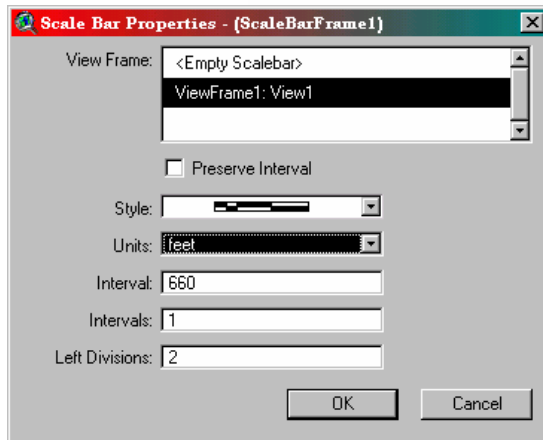 Scale Bar Properties - (ScaleBarFrame1)
View Frame: <Empty Scalebar>
ViewFrame1: View1
Preserve Interval
Style:
Units: feet
Interval: 660
Intervals: 1
Left Divisions: 2
OK Cancel